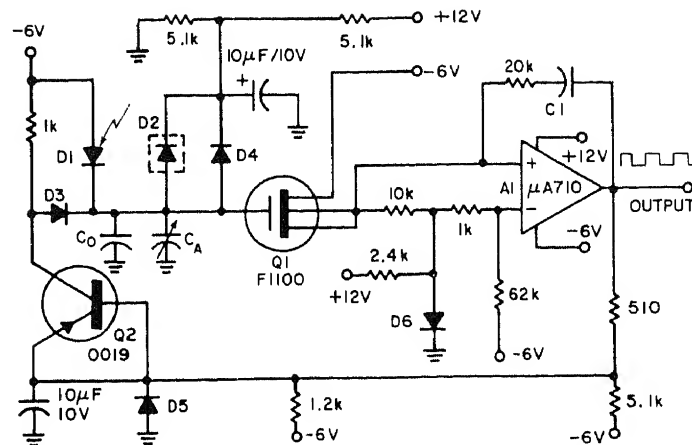 +12V
5.1k
5.1k
-6V
10μF/10V
-6V
20k
C1
D2
1k
D1
D4
+
+12V
D3
10k
A1
μA710
1k
OUTPUT
C0
CA
Q1
F1100
-6V
2.4k
+12V
62k
510
D6
Q2
0019
-6V
10μF
10V
D5
1.2k
5.1k
-6V
-6V